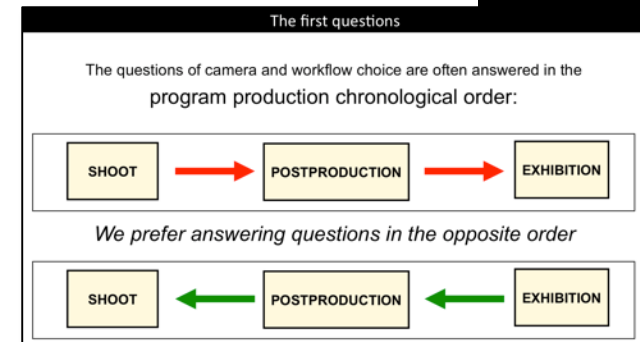 The first questions
The questions of camera and workflow choice are often answered in the
program production chronological order:
SHOOT POSTPRODUCTION EXHIBITION
We prefer answering questions in the opposite order
SHOOT POSTPRODUCTION EXHIBITION